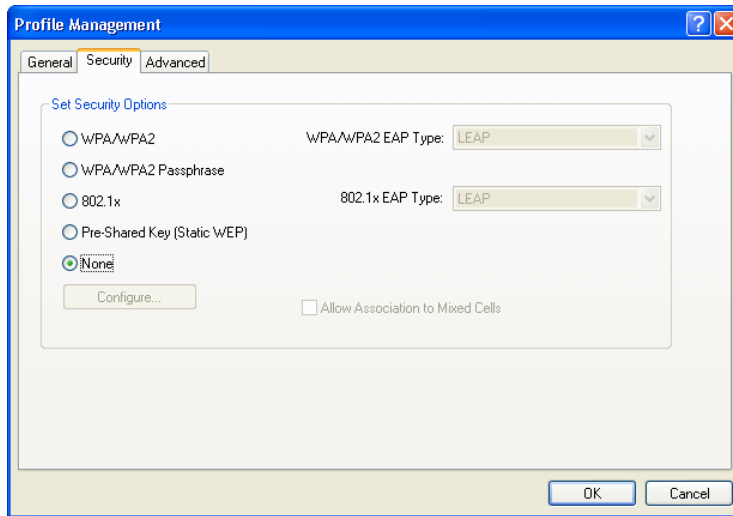 Profile Management
General Security Advanced
Set Security Options
WPA/WPA2 WPA/WPA2 EAP Type: LEAP
WPA/WPA2 Passphrase
802.1x 802.1x EAP Type: LEAP
Pre-Shared Key (Static WEP)
None
Configure... Allow Association to Mixed Cells
OK Cancel